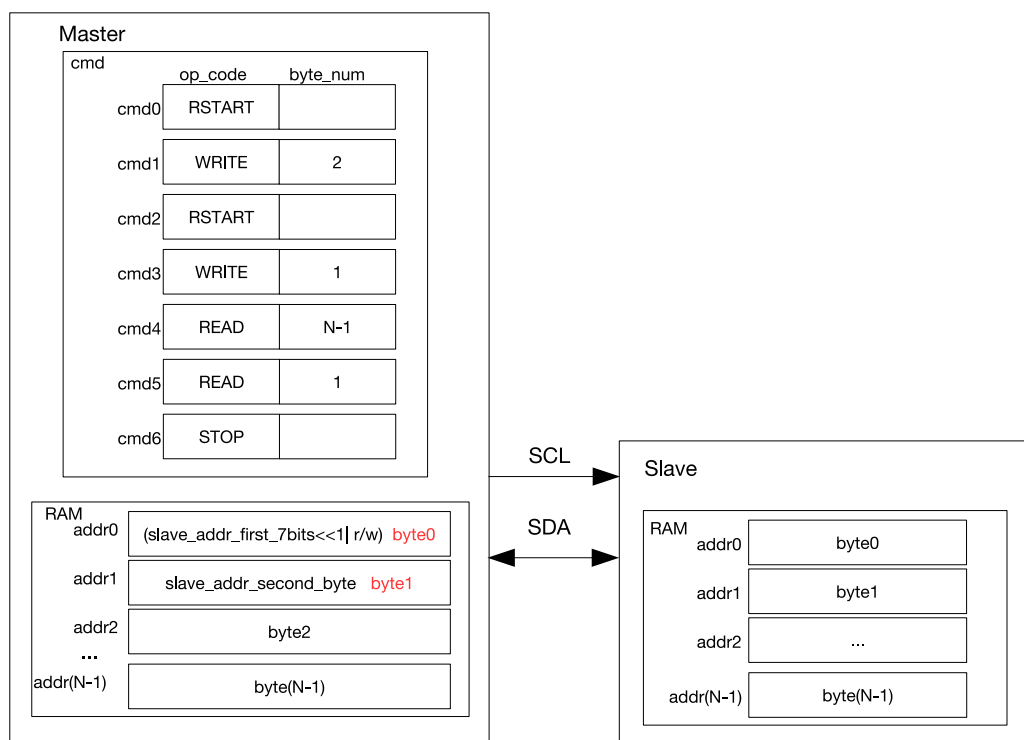 Master
cmd
op_code byte_num
cmd0 RSTART
cmd1 WRITE 2
cmd2 RSTART
cmd3 WRITE 1
cmd4 READ N-1
cmd5 READ 1
cmd6 STOP
RAM
addr0 (slave_addr_first_7bits<<1| r/w) byte0
addr1 slave_addr_second_byte byte1
addr2 byte2
...
addr(N-1) byte(N-1)
SCL
SDA
Slave
RAM
addr0 byte0
addr1 byte1
addr2 ...
addr(N-1) byte(N-1)